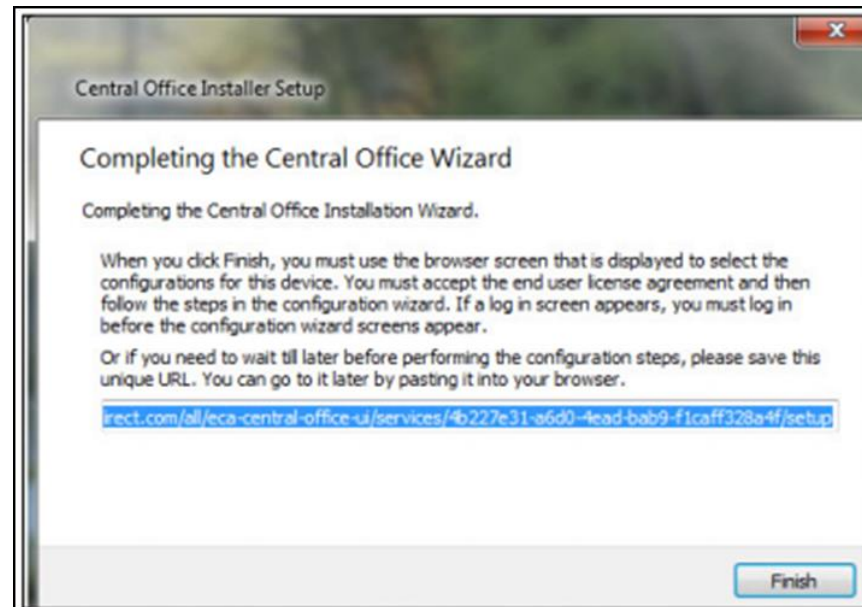 Central Office Installer Setup
Completing the Central Office Wizard
Completing the Central Office Installation Wizard.
When you click Finish, you must use the browser screen that is displayed to select the
configurations for this device. You must accept the end user license agreement and then
follow the steps in the configuration wizard. If a log in screen appears, you must log in
before the configuration wizard screens appear.
Or if you need to wait till later before performing the configuration steps, please save this
unique URL. You can go to it later by pasting it into your browser.
irect.com/all/eca-central-office-ui/services/4b227e31-a6d0-4ead-bab9-f1caff328a4f/setup
Finish